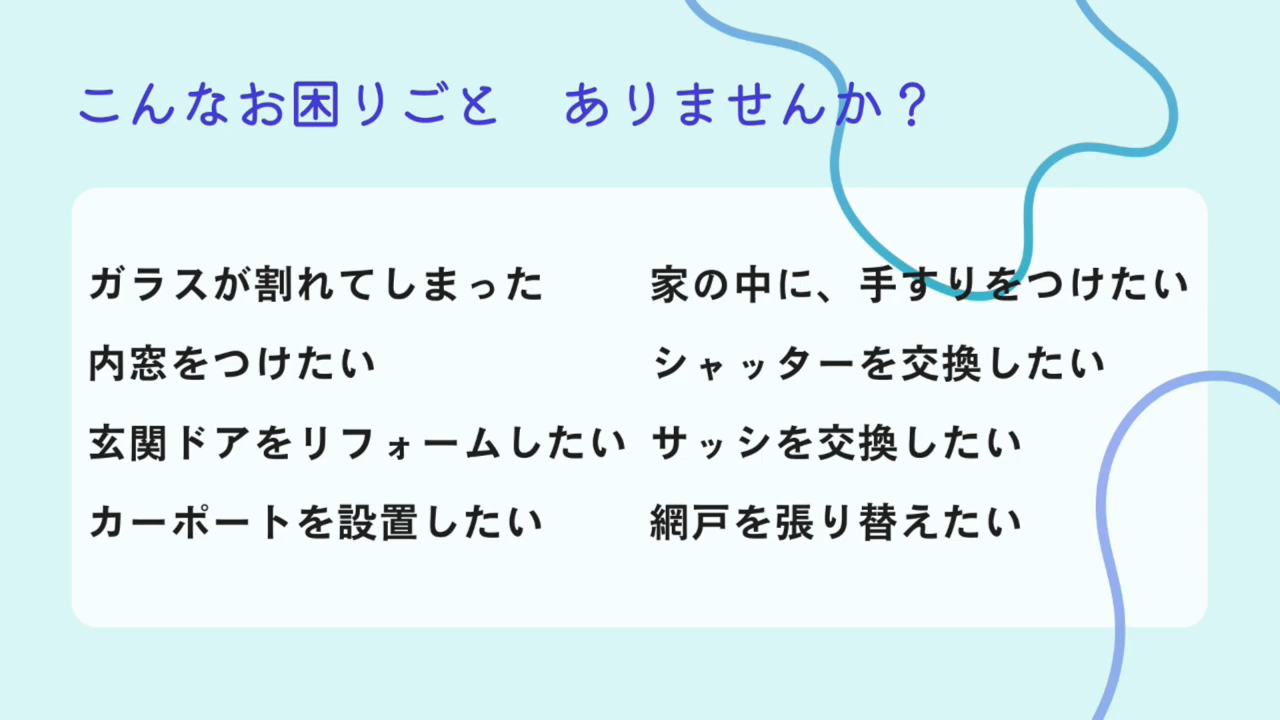 こんなお困りごと　ありませんか？
ガラスが割れてしまった
内窓をつけたい
玄関ドアをリフォームしたい
カーポートを設置したい
家の中に、手すりをつけたい
シャッターを交換したい
サッシを交換したい
網戸を張り替えたい